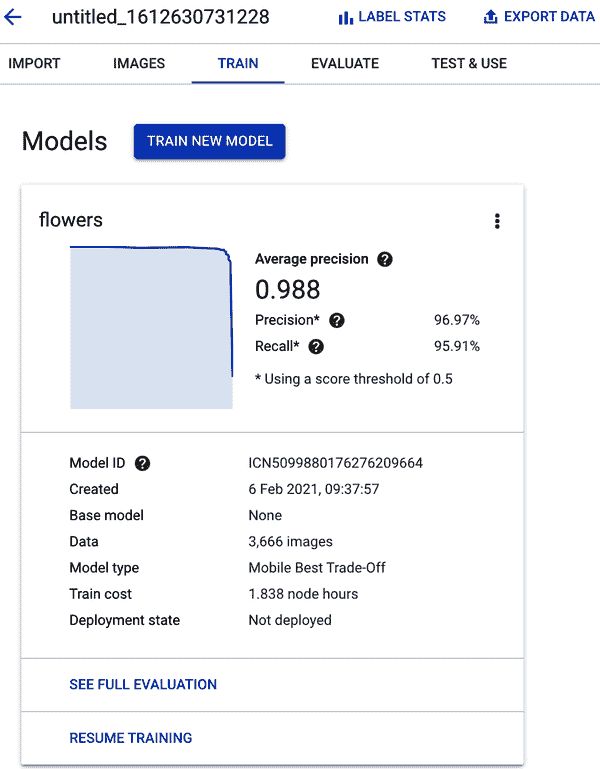 untitled_1612630731228
LABEL STATS
EXPORT DATA
IMPORT
IMAGES
TRAIN
EVALUATE
TEST & USE
Models
TRAIN NEW MODEL
flowers
Average precision ?
0.988
Precision* ? 96.97%
Recall* ? 95.91%
* Using a score threshold of 0.5
Model ID ? ICN5099880176276209664
Created 6 Feb 2021, 09:37:57
Base model None
Data 3,666 images
Model type Mobile Best Trade-Off
Train cost 1.838 node hours
Deployment state Not deployed
SEE FULL EVALUATION
RESUME TRAINING